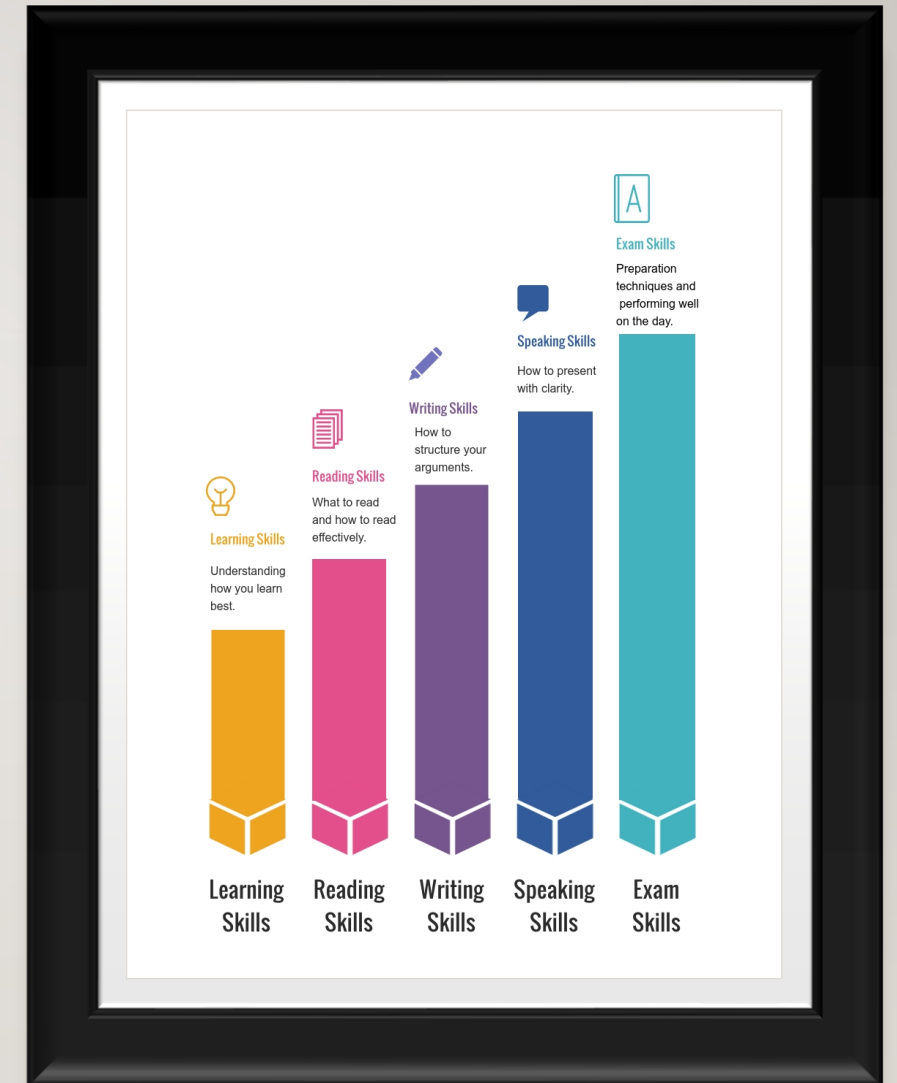 A
Exam Skills
Preparation
techniques and
performing well
on the day.
Speaking Skills
How to present
with clarity.
Writing Skills
How to
structure your
arguments.
Reading Skills
What to read
and how to read
effectively.
Learning Skills
Understanding
how you learn
best.
Learning
Skills
Reading
Skills
Writing
Skills
Speaking
Skills
Exam
Skills